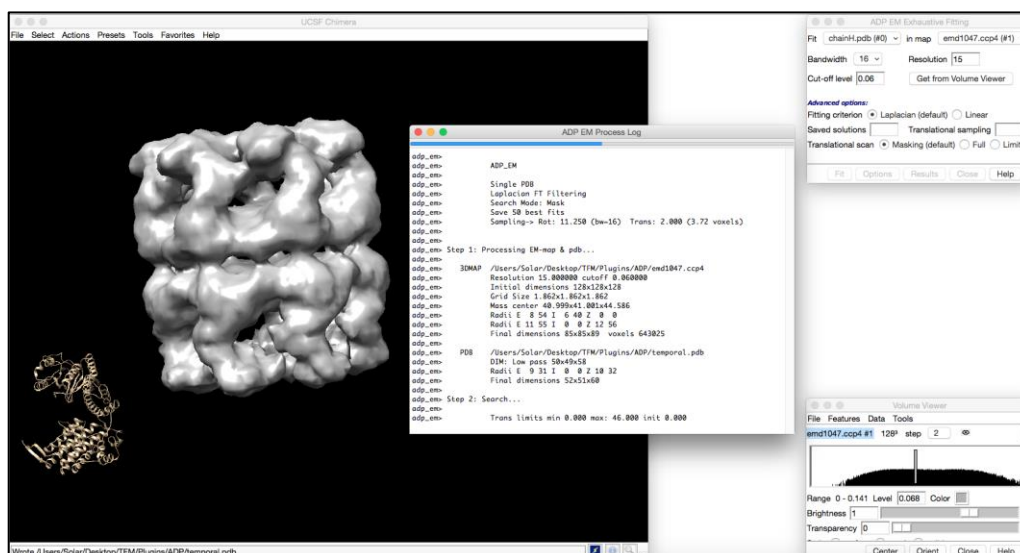 UCSF Chimera
File Select Actions Presets Tools Favorites Help
Wrote /Users/Solar/Desktop/TFM/Plugins/ADP/temporal.pdb
ADP EM Process Log
adp_em>
adp_em> ADP_EM
adp_em>
adp_em> Single PDB
adp_em> Laplacian FT Filtering
adp_em> Search Mode: Mask
adp_em> Save 50 best fits
adp_em> Sampling-> Rot: 11.250 (bw=16) Trans: 2.000 (3.72 voxels)
adp_em>
adp_em>
adp_em> Step 1: Processing EM-map & pdb...
adp_em>
adp_em> 3DMAP /Users/Solar/Desktop/TFM/Plugins/ADP/emd1047.ccp4
adp_em> Resolution 15.000000 cutoff 0.060000
adp_em> Initial dimensions 128x128x128
adp_em> Grid Size 1.862x1.862x1.862
adp_em> Mass center 40.999x41.001x44.586
adp_em> Radii E 8 54 I 6 40 Z 0 0
adp_em> Radii E 11 55 I 0 0 Z 12 56
adp_em> Final dimensions 85x85x89 voxels 643025
adp_em>
adp_em> PDB /Users/Solar/Desktop/TFM/Plugins/ADP/temporal.pdb
adp_em> DIM: Low pass 50x49x58
adp_em> Radii E 9 31 I 0 0 Z 10 32
adp_em> Final dimensions 52x51x60
adp_em>
adp_em> Step 2: Search...
adp_em>
adp_em> Trans limits min 0.000 max: 46.000 init 0.000
ADP EM Exhaustive Fitting
Fit chainH.pdb (#0) in map emd1047.ccp4 (#1)
Bandwidth 16 Resolution 15
Cut-off level 0.06 Get from Volume Viewer
Advanced options:
Fitting criterion Laplacian (default) Linear
Saved solutions Translational sampling
Translational scan Masking (default) Full Limit
Fit Options Results Close Help
Volume Viewer
File Features Data Tools
emd1047.ccp4 #1 128³ step 2
Range 0 - 0.141 Level 0.068 Color
Brightness 1
Transparency 0
Center Orient Close Help